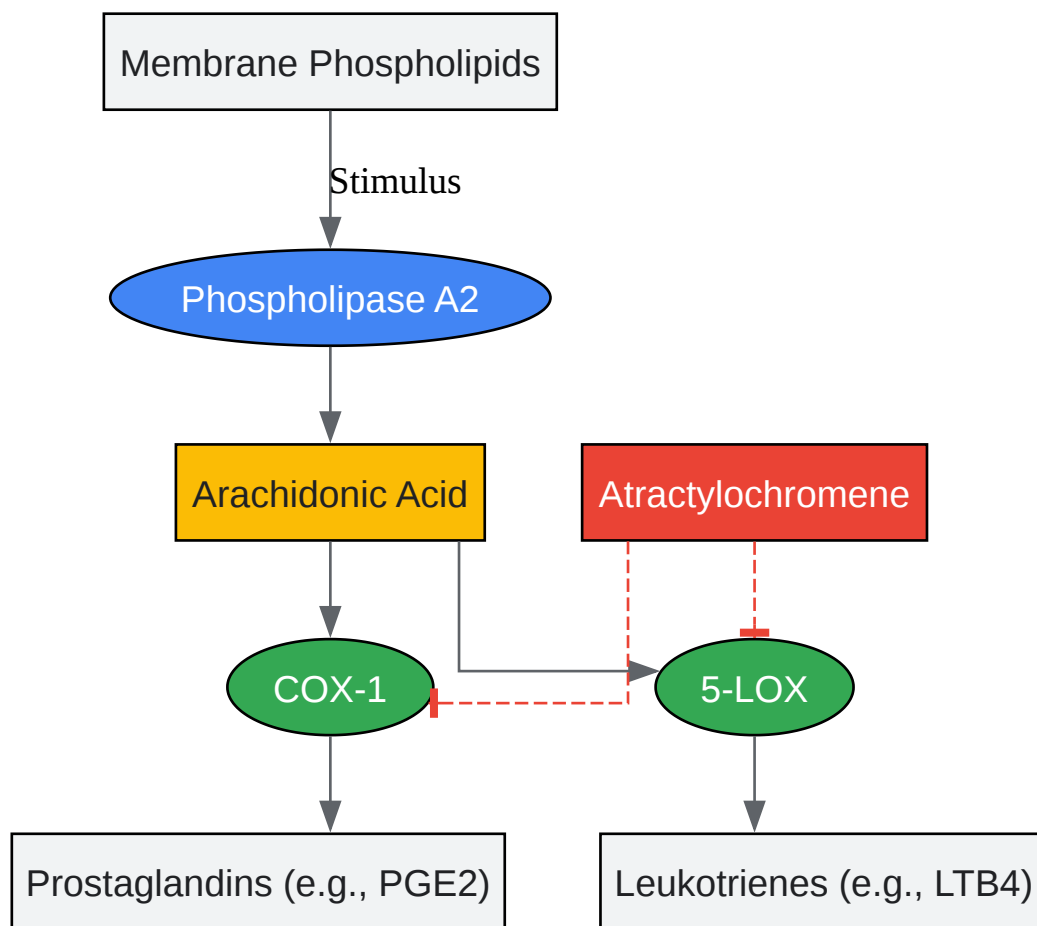 Membrane Phospholipids
Stimulus
Phospholipase A2
Arachidonic Acid
Atractylochromene
COX-1
5-LOX
Prostaglandins (e.g., PGE2)
Leukotrienes (e.g., LTB4)